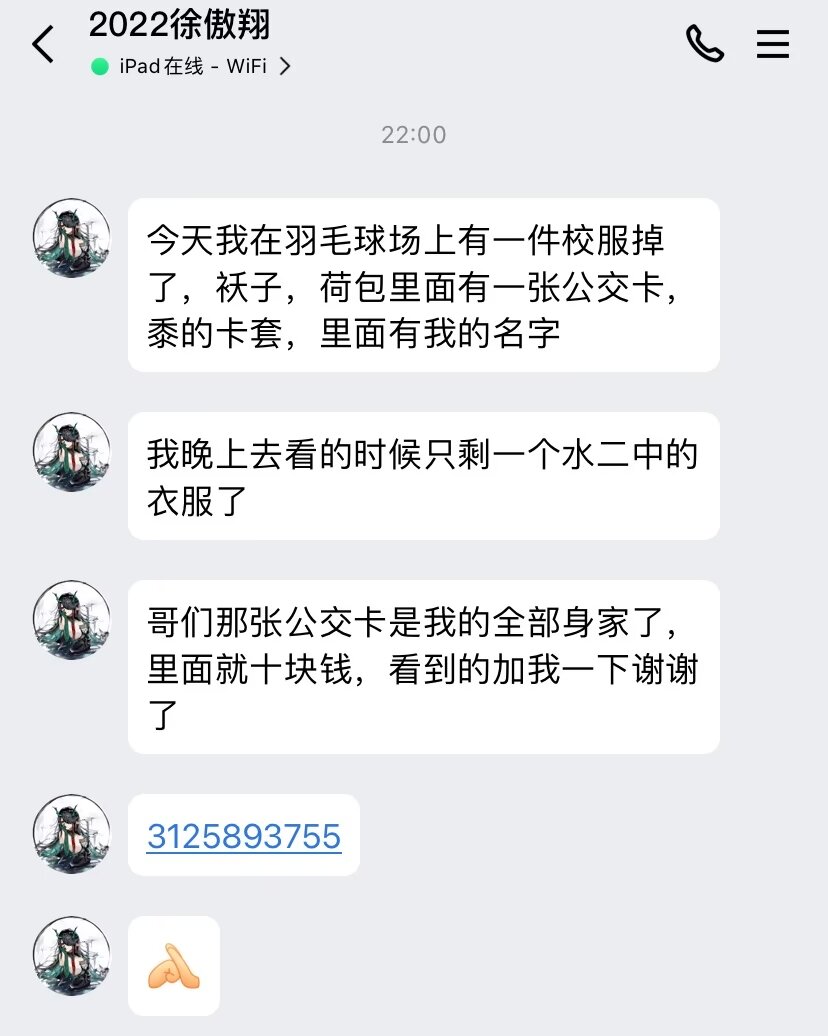 2022徐傲翔
iPad在线 - WiFi
22:00
今天我在羽毛球场上有一件校服掉
了，袄子，荷包里面有一张公交卡，
黍的卡套，里面有我的名字
我晚上去看的时候只剩一个水二中的
衣服了
哥们那张公交卡是我的全部身家了，
里面就十块钱，看到的加我一下谢谢
了
3125893755